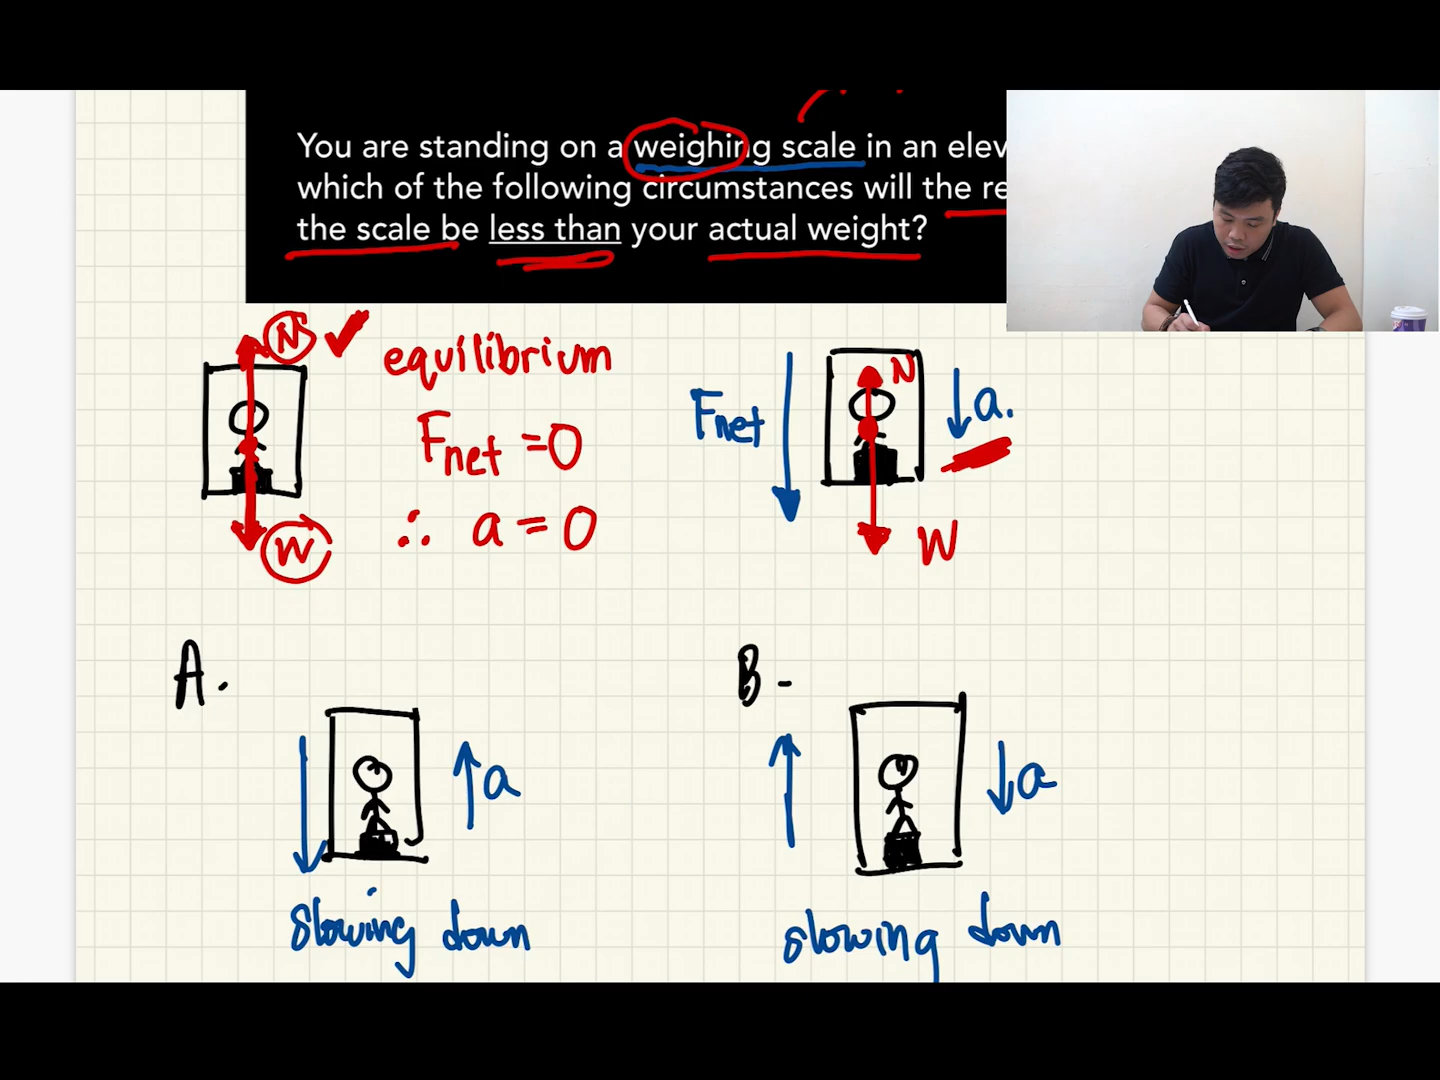 You are standing on a weighing scale in an elev
which of the following circumstances will the re
the scale be less than your actual weight?
N
equilibrium
Fnet = 0
∴ a = 0
W
Fnet
N
a.
W
A.
a
slowing down
B -
a
slowing down